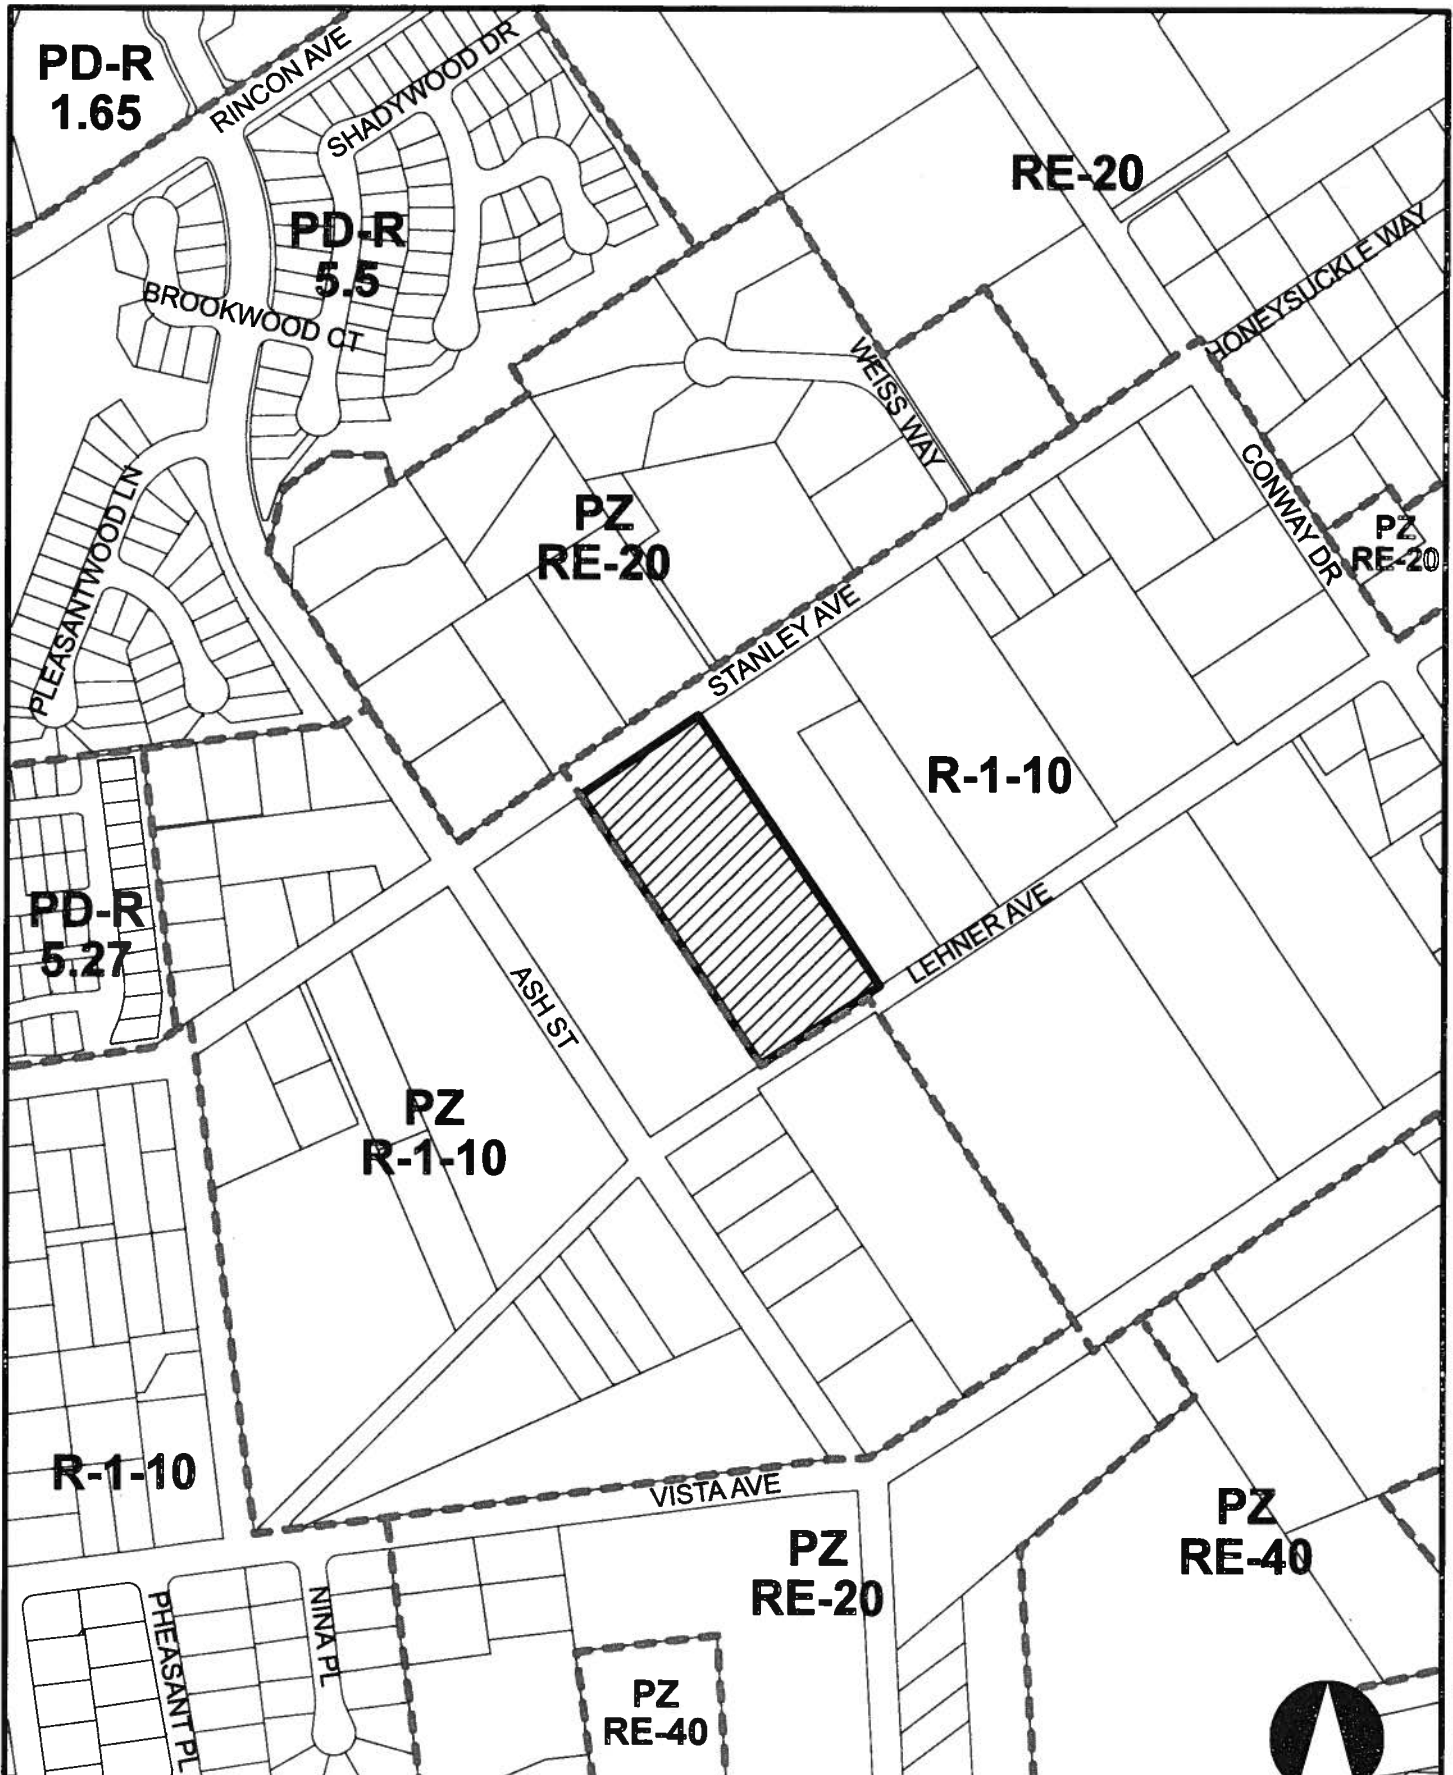 PD-R
1.65
RINCON AVE
SHADYWOOD DR
RE-20
PD-R
5.5
HONEYSUCKLE WAY
BROOKWOOD CT
WEISS WAY
CONWAY DR
PLEASANTWOOD LN
PZ
RE-20
PZ
RE-20
STANLEY AVE
R-1-10
PD-R
5.27
LEHNER AVE
ASH ST
PZ
R-1-10
R-1-10
VISTA AVE
PZ
RE-20
PZ
RE-40
PHEASANT PL
NINA PL
PZ
RE-40